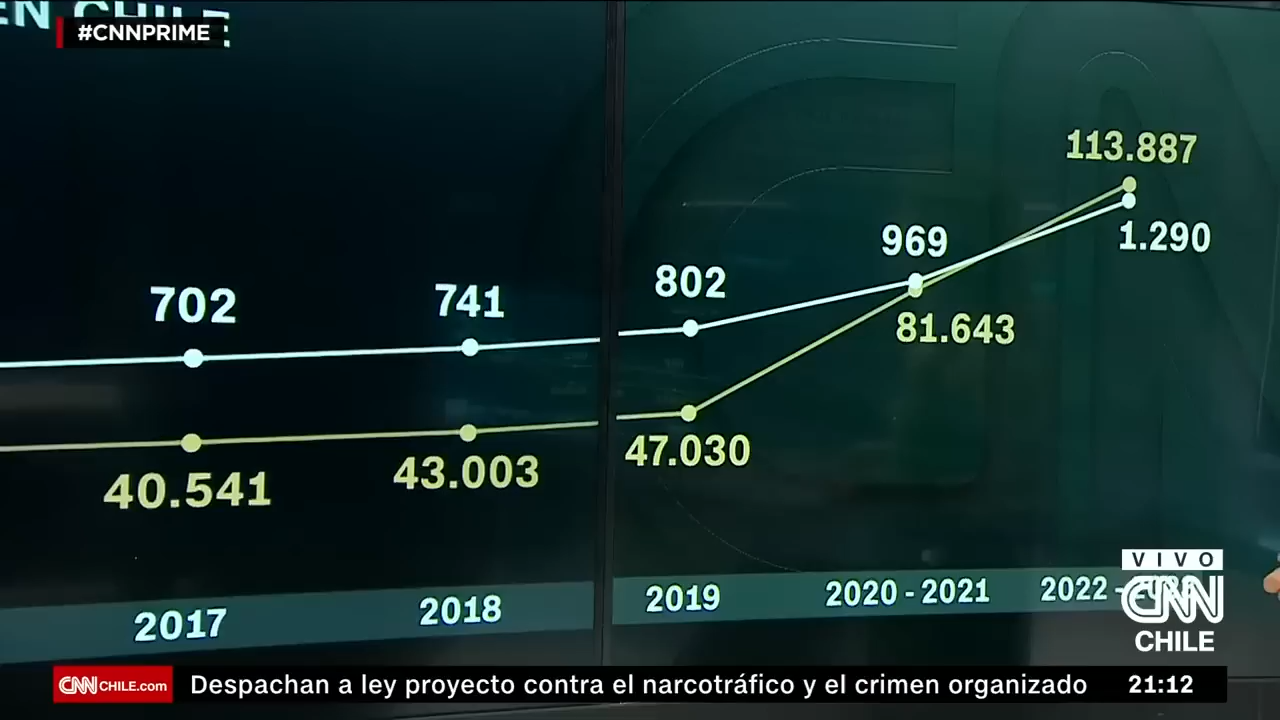 EN CHILE
#CNNPRIME
113.887
1.290
969
81.643
802
47.030
741
43.003
702
40.541
2017
2018
2019
2020 - 2021
2022 -
VIVO
CNN
CHILE
CNN CHILE.com
Despachan a ley proyecto contra el narcotráfico y el crimen organizado
21:12